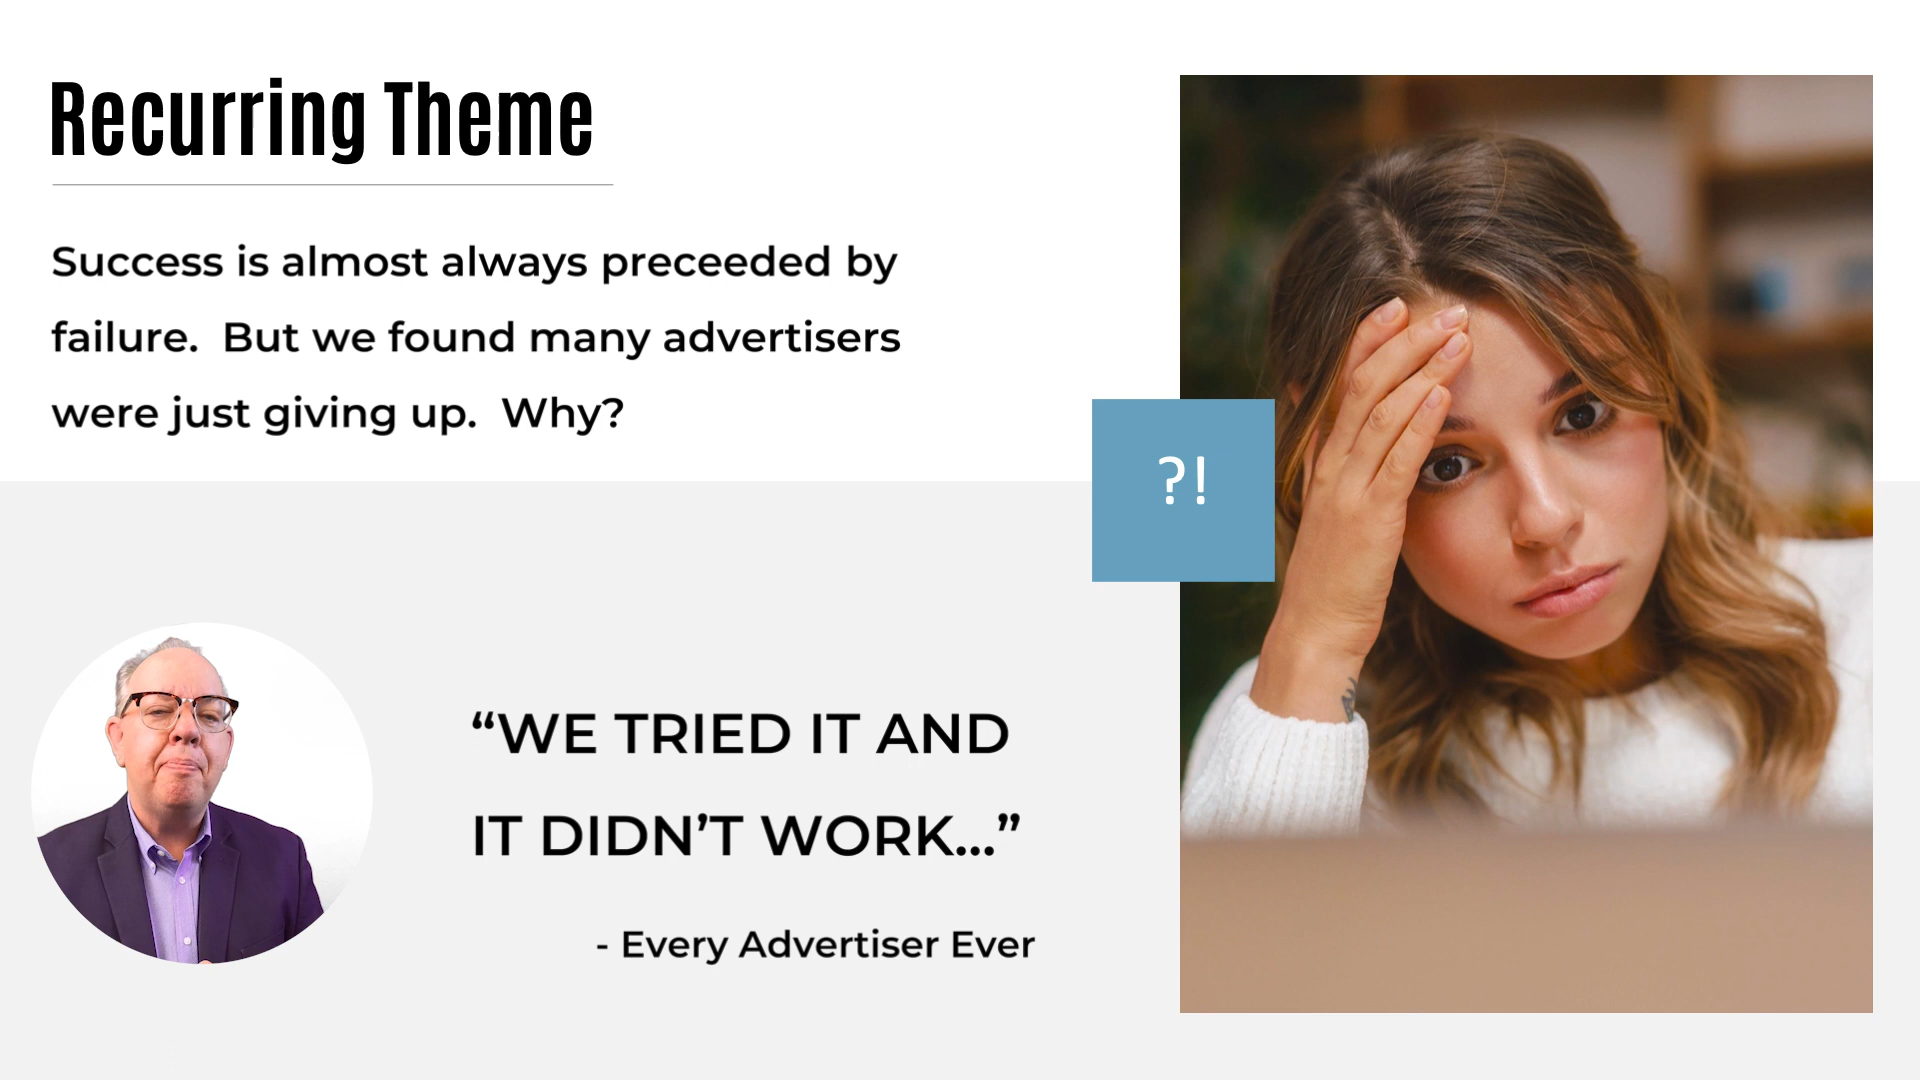 Recurring Theme
Success is almost always preceeded by
failure.  But we found many advertisers
were just giving up.  Why?
?!
“WE TRIED IT AND
IT DIDN’T WORK...”
- Every Advertiser Ever